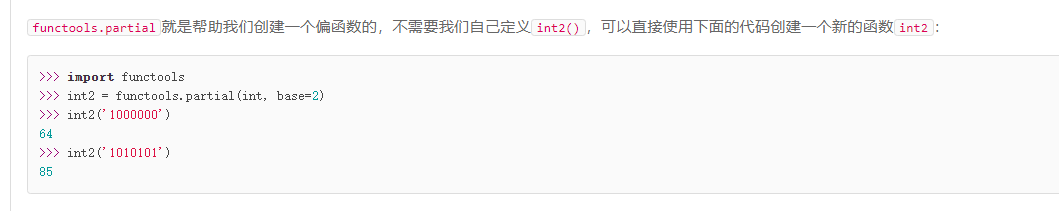 functools.partial就是帮助我们创建一个偏函数的，不需要我们自己定义int2()，可以直接使用下面的代码创建一个新的函数int2：
>>> import functools
>>> int2 = functools.partial(int, base=2)
>>> int2('1000000')
64
>>> int2('1010101')
85